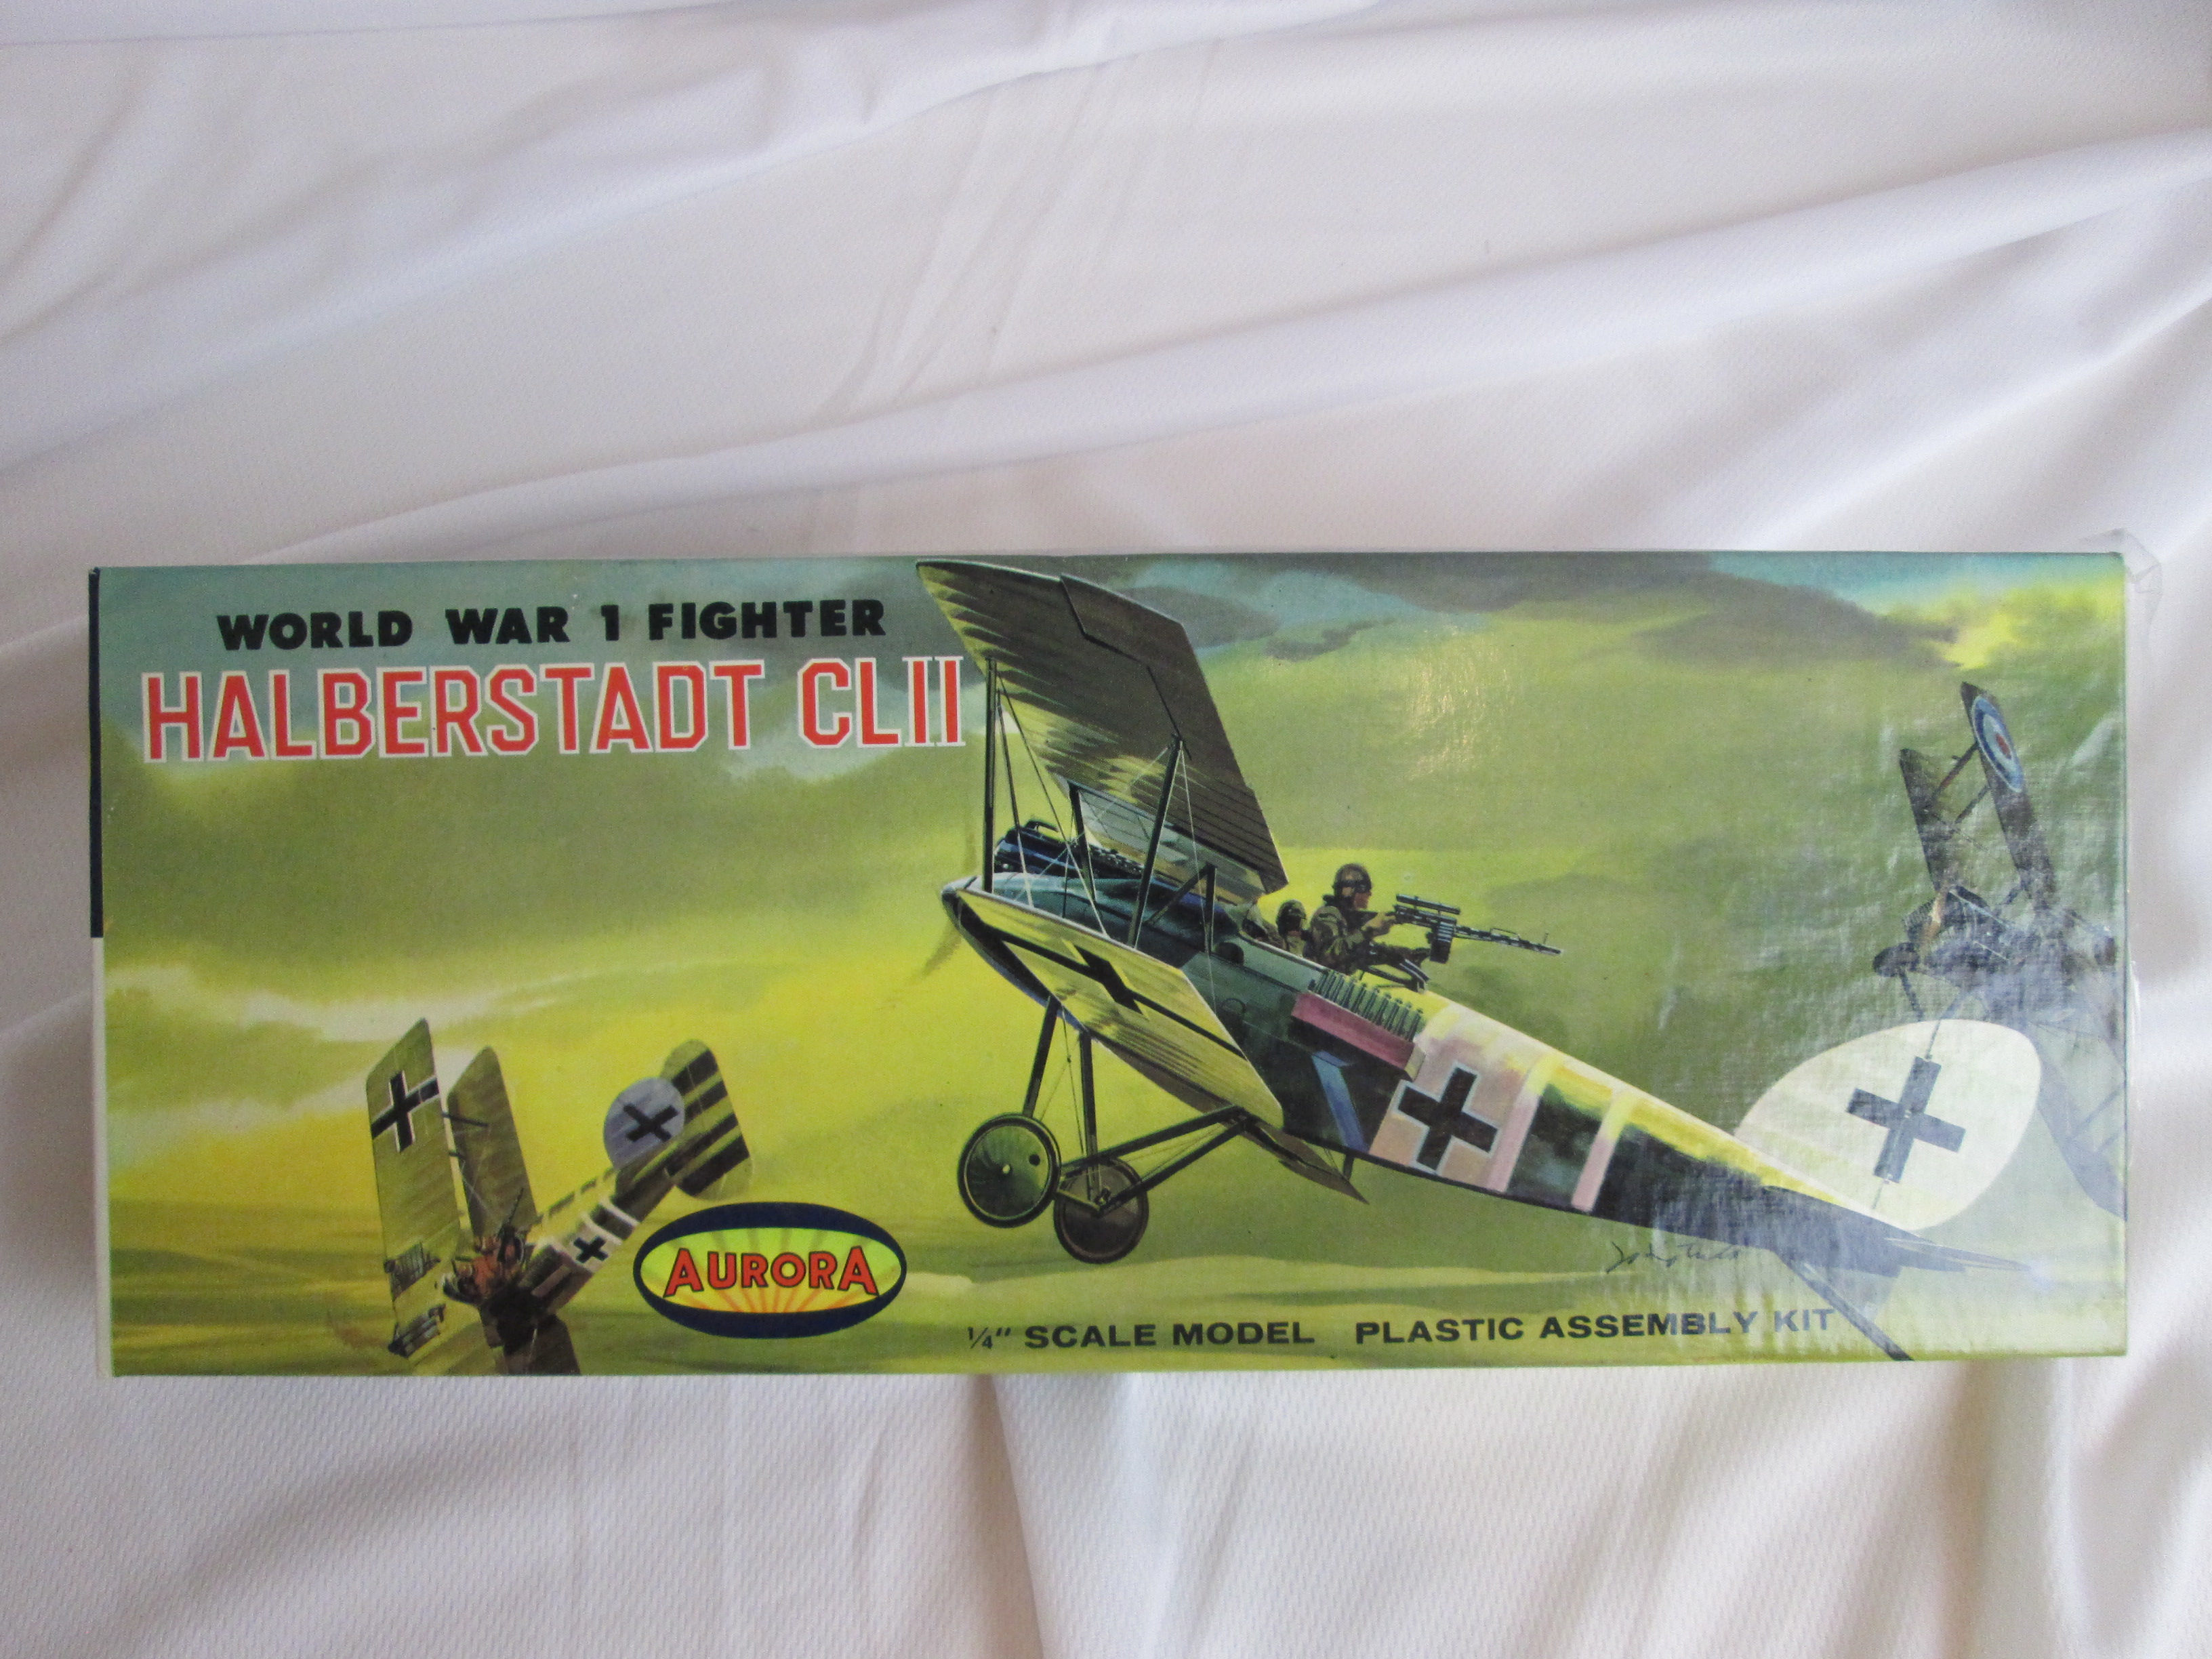 WORLD WAR 1 FIGHTER
HALBERSTADT CLII
AURORA
1/4" SCALE MODEL PLASTIC ASSEMBLY KIT